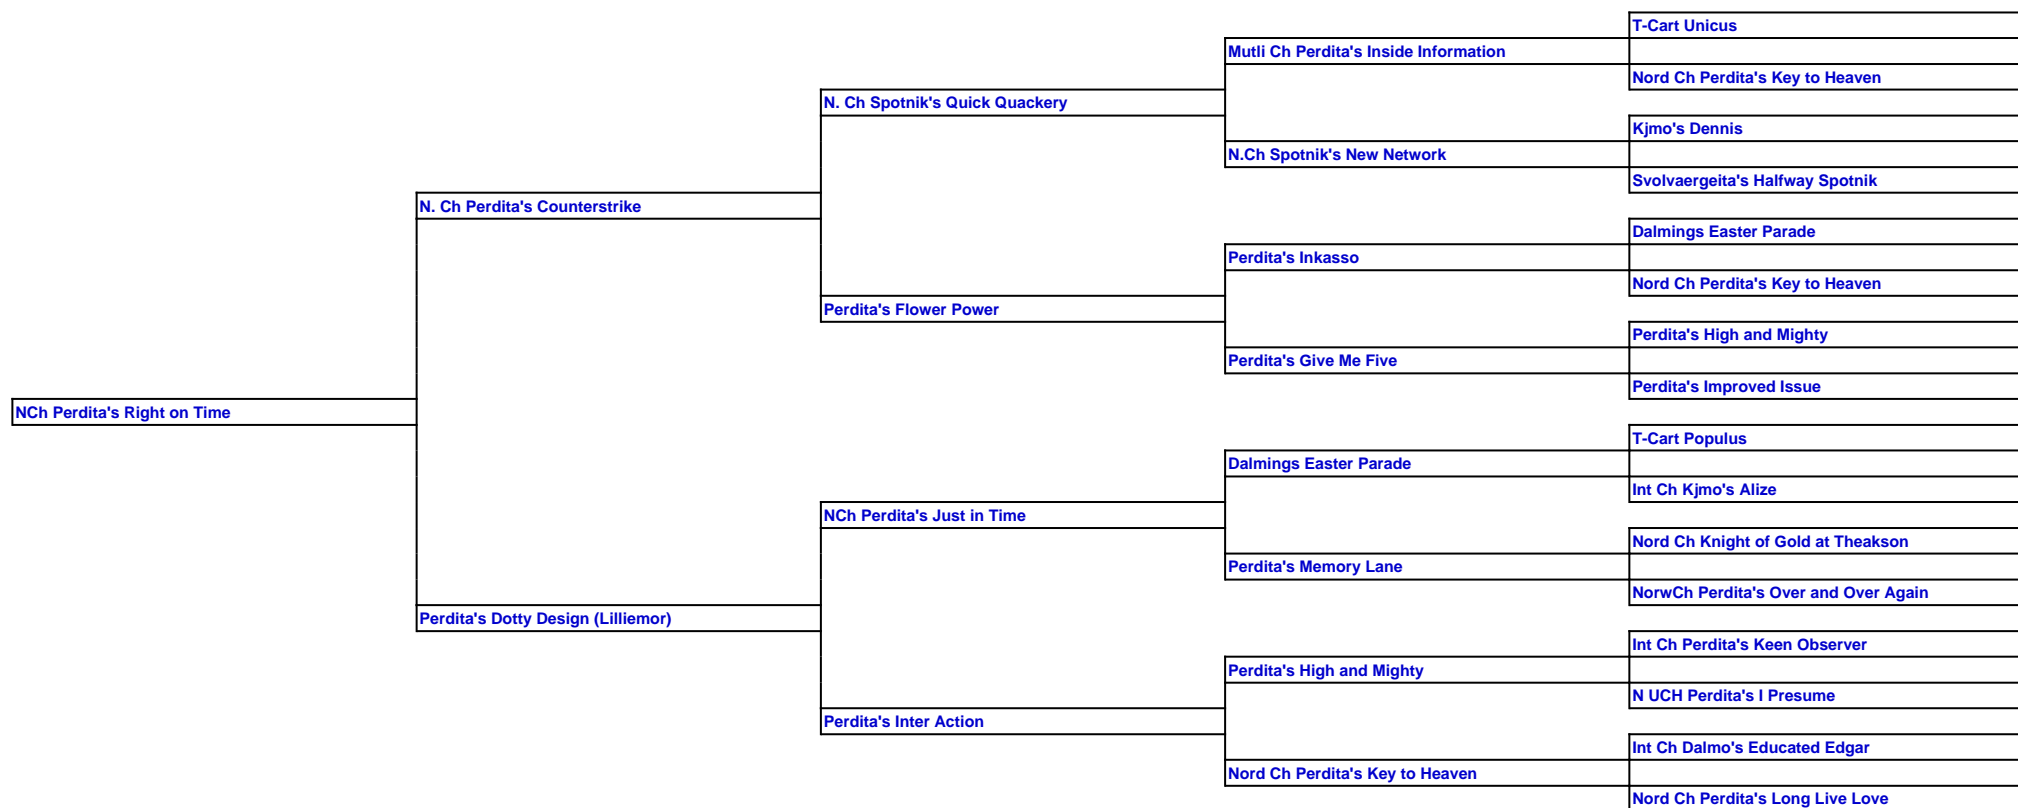 T-Cart Unicus
Mutli Ch Perdita's Inside Information
Nord Ch Perdita's Key to Heaven
N. Ch Spotnik's Quick Quackery
Kjmo's Dennis
N.Ch Spotnik's New Network
Svolvaergeita's Halfway Spotnik
N. Ch Perdita's Counterstrike
Dalmings Easter Parade
Perdita's Inkasso
Nord Ch Perdita's Key to Heaven
Perdita's Flower Power
Perdita's High and Mighty
Perdita's Give Me Five
Perdita's Improved Issue
NCh Perdita's Right on Time
T-Cart Populus
Dalmings Easter Parade
Int Ch Kjmo's Alize
NCh Perdita's Just in Time
Nord Ch Knight of Gold at Theakson
Perdita's Memory Lane
NorwCh Perdita's Over and Over Again
Perdita's Dotty Design (Lilliemor)
Int Ch Perdita's Keen Observer
Perdita's High and Mighty
N UCH Perdita's I Presume
Perdita's Inter Action
Int Ch Dalmo's Educated Edgar
Nord Ch Perdita's Key to Heaven
Nord Ch Perdita's Long Live Love